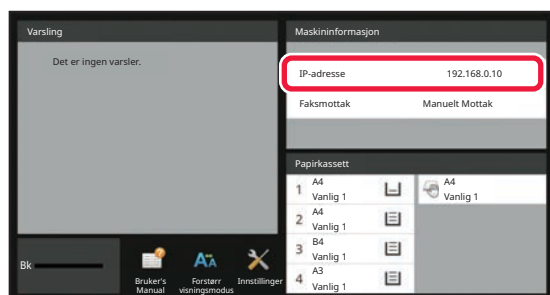 Varsling
Det er ingen varsler.
Maskininformasjon
IP-adresse 192.168.0.10
Faksmottak Manuelt Mottak
Papirkassett
1 A4
Vanlig 1
A4
Vanlig 1
2 A4
Vanlig 1
3 B4
Vanlig 1
4 A3
Vanlig 1
Bk
Bruker's
Manual
Forstørr
visningsmodus
Innstillinger